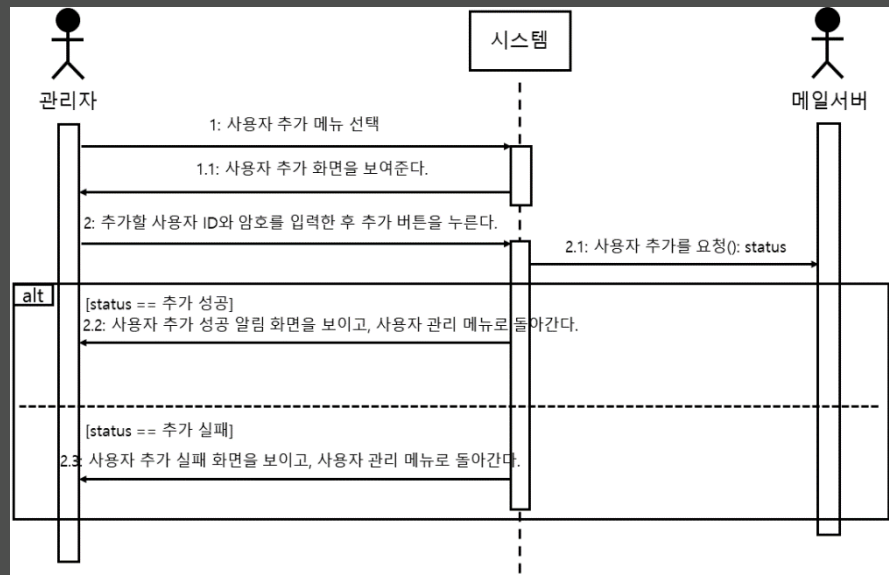 관리자
시스템
메일서버
1: 사용자 추가 메뉴 선택
1.1: 사용자 추가 화면을 보여준다.
2: 추가할 사용자 ID와 암호를 입력한 후 추가 버튼을 누른다.
2.1: 사용자 추가를 요청(): status
alt
[status == 추가 성공]
2.2: 사용자 추가 성공 알림 화면을 보이고, 사용자 관리 메뉴로 돌아간다.
[status == 추가 실패]
2.3: 사용자 추가 실패 화면을 보이고, 사용자 관리 메뉴로 돌아간다.